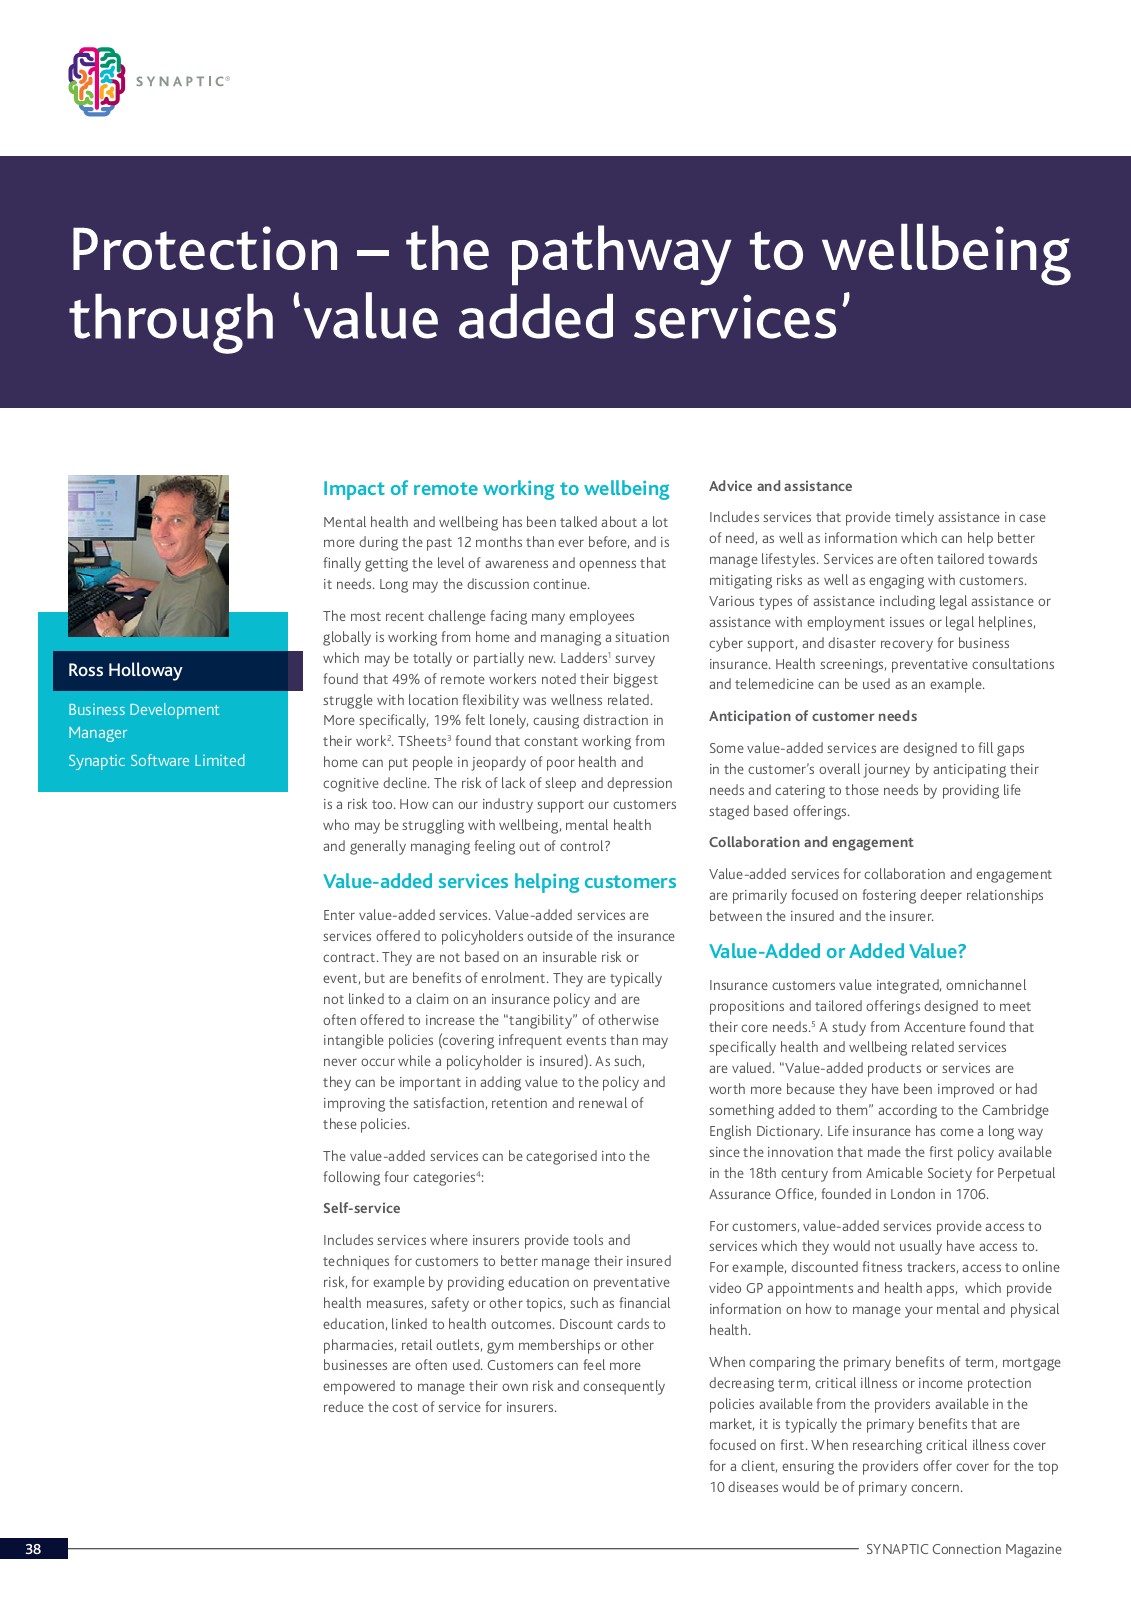 SYNAPTIC®
Protection – the pathway to wellbeing
through ‘value added services’
Ross Holloway
Business Development
Manager
Synaptic Software Limited
Impact of remote working to wellbeing
Mental health and wellbeing has been talked about a lot
more during the past 12 months than ever before, and is
finally getting the level of awareness and openness that
it needs. Long may the discussion continue.
The most recent challenge facing many employees
globally is working from home and managing a situation
which may be totally or partially new. Ladders¹ survey
found that 49% of remote workers noted their biggest
struggle with location flexibility was wellness related.
More specifically, 19% felt lonely, causing distraction in
their work². TSheets³ found that constant working from
home can put people in jeopardy of poor health and
cognitive decline. The risk of lack of sleep and depression
is a risk too. How can our industry support our customers
who may be struggling with wellbeing, mental health
and generally managing feeling out of control?
Value-added services helping customers
Enter value-added services. Value-added services are
services offered to policyholders outside of the insurance
contract. They are not based on an insurable risk or
event, but are benefits of enrolment. They are typically
not linked to a claim on an insurance policy and are
often offered to increase the “tangibility” of otherwise
intangible policies (covering infrequent events than may
never occur while a policyholder is insured). As such,
they can be important in adding value to the policy and
improving the satisfaction, retention and renewal of
these policies.
The value-added services can be categorised into the
following four categories⁴:
Self-service
Includes services where insurers provide tools and
techniques for customers to better manage their insured
risk, for example by providing education on preventative
health measures, safety or other topics, such as financial
education, linked to health outcomes. Discount cards to
pharmacies, retail outlets, gym memberships or other
businesses are often used. Customers can feel more
empowered to manage their own risk and consequently
reduce the cost of service for insurers.
Advice and assistance
Includes services that provide timely assistance in case
of need, as well as information which can help better
manage lifestyles. Services are often tailored towards
mitigating risks as well as engaging with customers.
Various types of assistance including legal assistance or
assistance with employment issues or legal helplines,
cyber support, and disaster recovery for business
insurance. Health screenings, preventative consultations
and telemedicine can be used as an example.
Anticipation of customer needs
Some value-added services are designed to fill gaps
in the customer’s overall journey by anticipating their
needs and catering to those needs by providing life
staged based offerings.
Collaboration and engagement
Value-added services for collaboration and engagement
are primarily focused on fostering deeper relationships
between the insured and the insurer.
Value-Added or Added Value?
Insurance customers value integrated, omnichannel
propositions and tailored offerings designed to meet
their core needs.⁵ A study from Accenture found that
specifically health and wellbeing related services
are valued. “Value-added products or services are
worth more because they have been improved or had
something added to them” according to the Cambridge
English Dictionary. Life insurance has come a long way
since the innovation that made the first policy available
in the 18th century from Amicable Society for Perpetual
Assurance Office, founded in London in 1706.
For customers, value-added services provide access to
services which they would not usually have access to.
For example, discounted fitness trackers, access to online
video GP appointments and health apps, which provide
information on how to manage your mental and physical
health.
When comparing the primary benefits of term, mortgage
decreasing term, critical illness or income protection
policies available from the providers available in the
market, it is typically the primary benefits that are
focused on first. When researching critical illness cover
for a client, ensuring the providers offer cover for the top
10 diseases would be of primary concern.
38
SYNAPTIC Connection Magazine